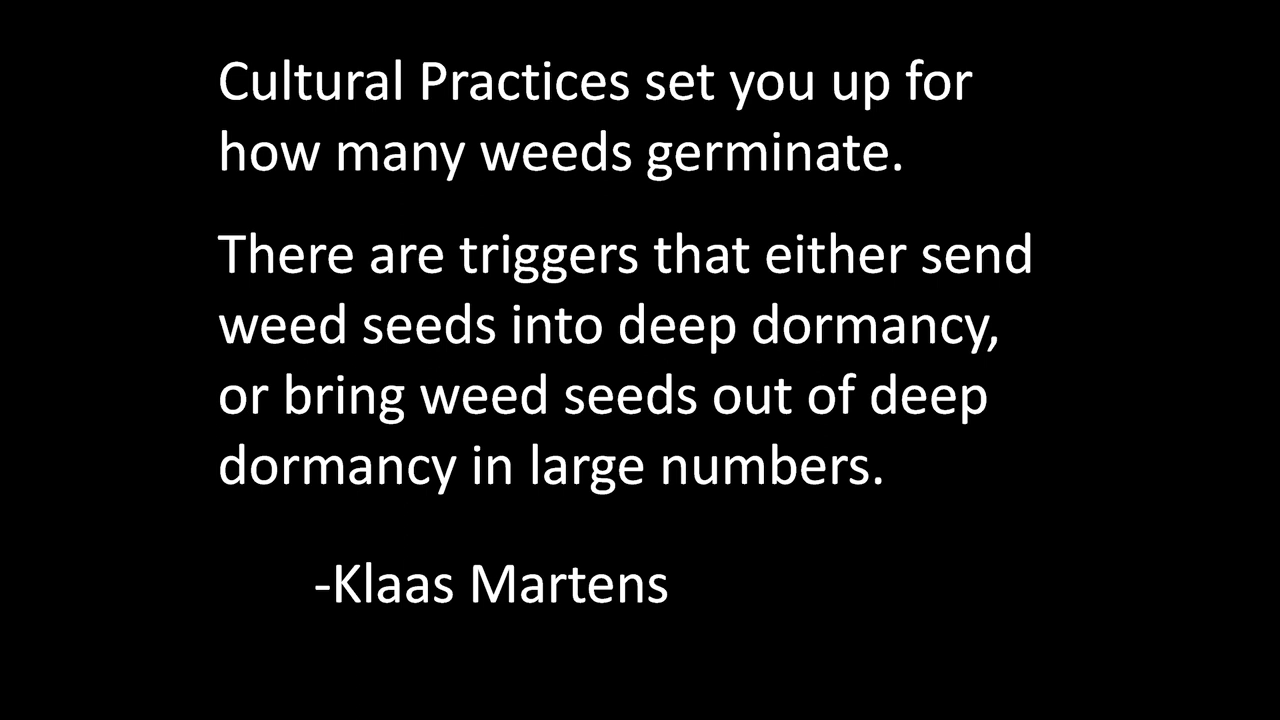 Cultural Practices set you up for
how many weeds germinate.
There are triggers that either send
weed seeds into deep dormancy,
or bring weed seeds out of deep
dormancy in large numbers.
-Klaas Martens